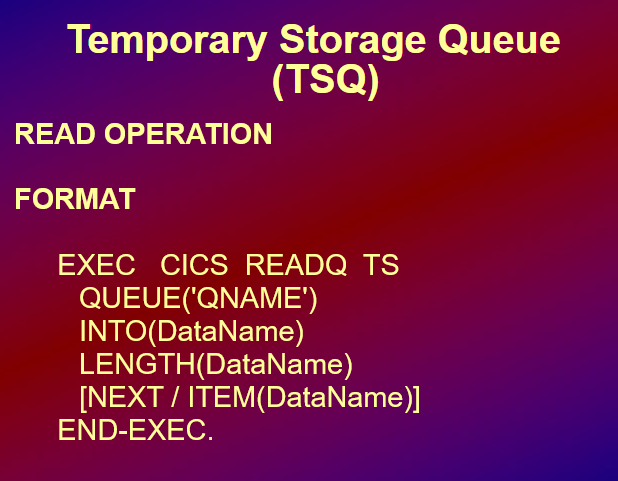 Temporary Storage Queue
(TSQ)
READ OPERATION
FORMAT
EXEC CICS READQ TS
QUEUE('QNAME')
INTO(DataName)
LENGTH(DataName)
[NEXT / ITEM(DataName)]
END-EXEC.